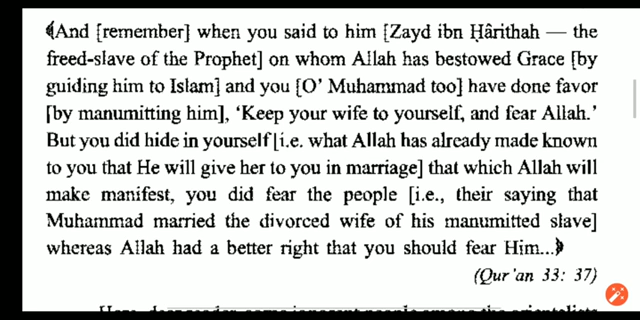 ﴾And [remember] when you said to him [Zayd ibn Ḥârithah — the
freed-slave of the Prophet] on whom Allah has bestowed Grace [by
guiding him to Islam] and you [O' Muhammad too] have done favor
[by manumitting him], 'Keep your wife to yourself, and fear Allah.'
But you did hide in yourself [i.e. what Allah has already made known
to you that He will give her to you in marriage] that which Allah will
make manifest, you did fear the people [i.e., their saying that
Muhammad married the divorced wife of his manumitted slave]
whereas Allah had a better right that you should fear Him...﴿
(Qur'an 33: 37)